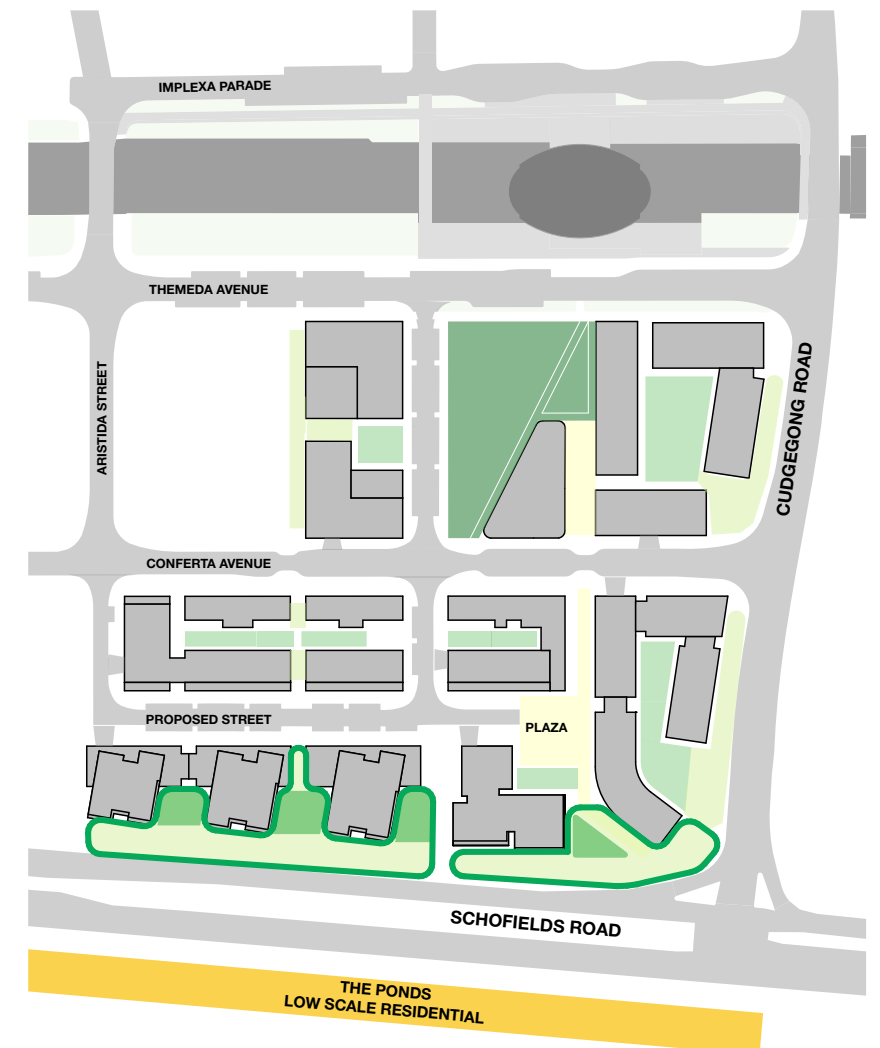 IMPLEXA PARADE
THEMEDA AVENUE
ARISTIDA STREET
CUDGEGONG ROAD
CONFERTA AVENUE
PROPOSED STREET
PLAZA
SCHOFIELDS ROAD
THE PONDS
LOW SCALE RESIDENTIAL